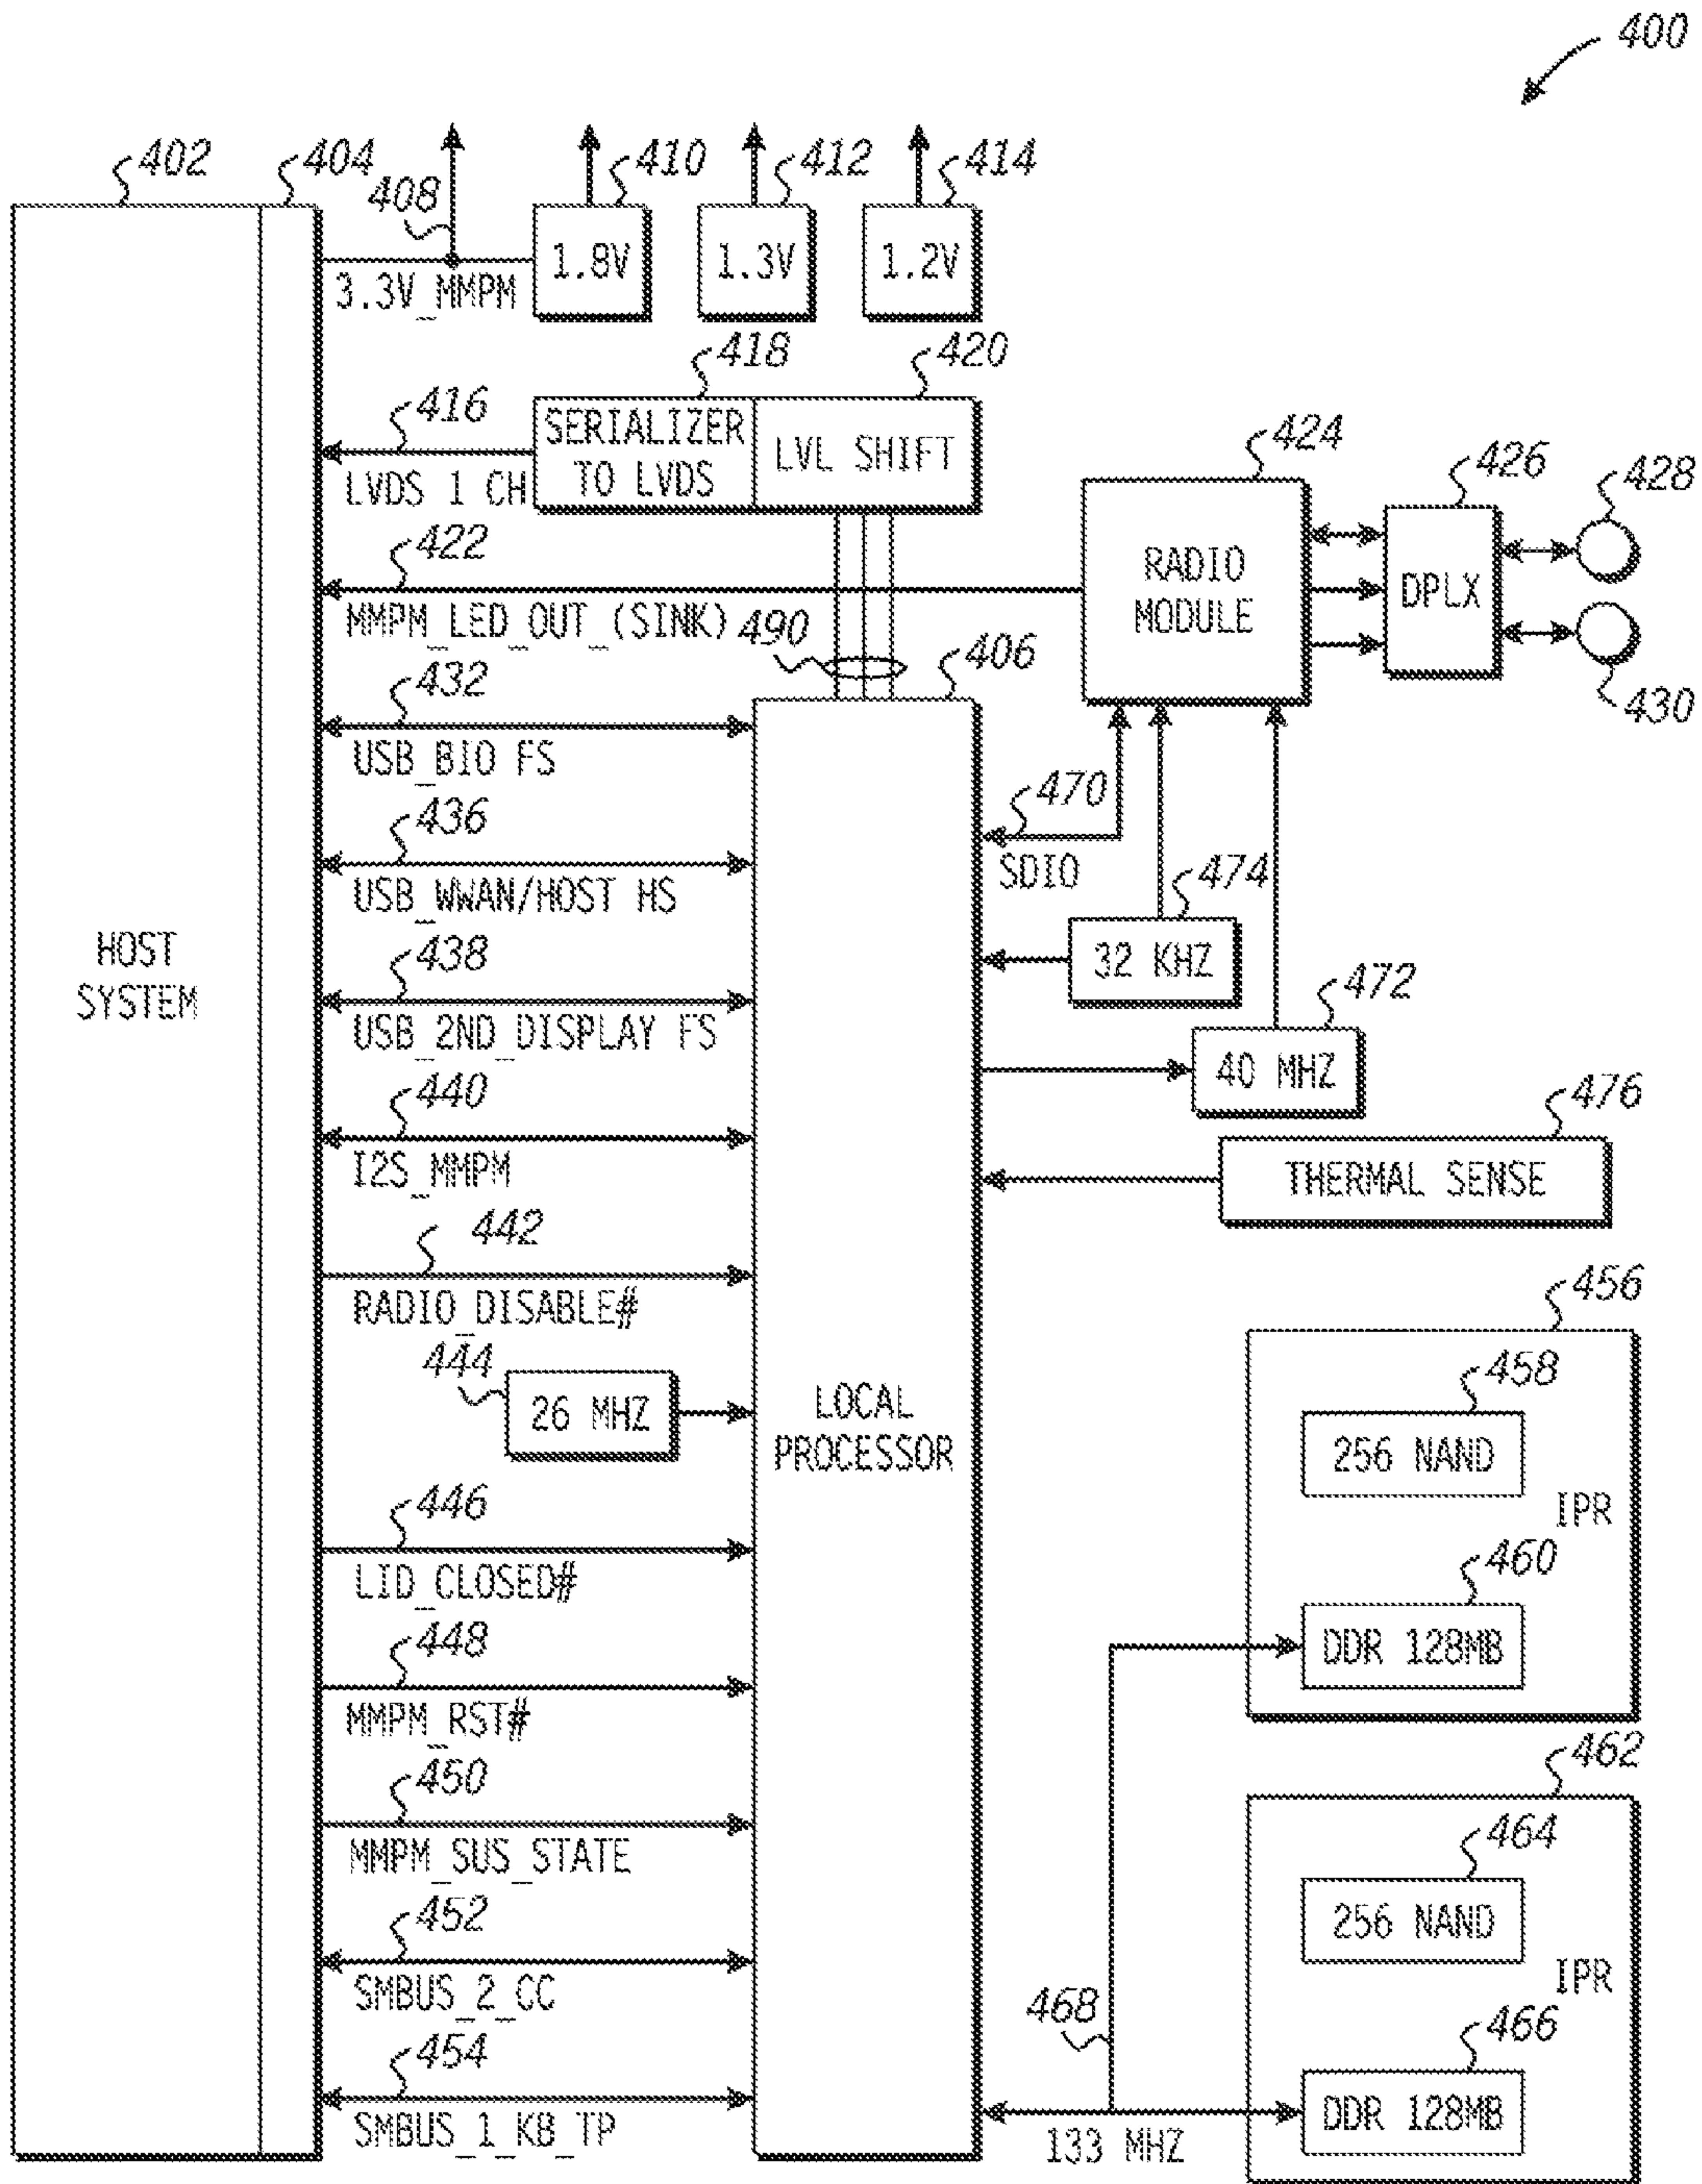 400
402
404
408
410
412
414
3.3V_MMPM
1.8V
1.3V
1.2V
418
420
416
SERIALIZER
TO LVDS
LVL SHIFT
LVDS 1 CH
422
424
426
428
RADIO
MODULE
DPLX
MMPM_LED_OUT_(SINK)
490
406
430
432
USB_BIO FS
470
SDIO
436
USB_WWAN/HOST HS
474
32 KHZ
HOST
SYSTEM
438
USB_2ND_DISPLAY FS
472
40 MHZ
440
I2S_MMPM
476
THERMAL SENSE
442
RADIO_DISABLE#
456
444
26 MHZ
LOCAL
PROCESSOR
458
256 NAND
IPR
446
LID_CLOSED#
460
DDR 128MB
448
MMPM_RST#
450
MMPM_SUS_STATE
462
464
256 NAND
IPR
452
SMBUS_2_CC
468
466
454
SMBUS_1_KB_TP
133 MHZ
DDR 128MB